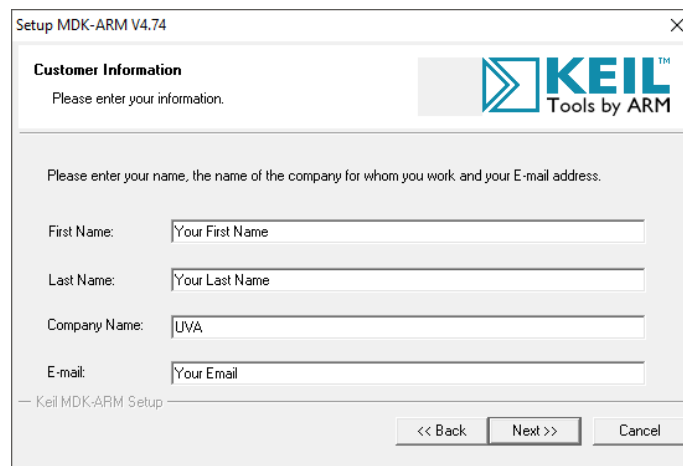 Setup MDK-ARM V4.74
Customer Information
Please enter your information.
KEIL™
Tools by ARM
Please enter your name, the name of the company for whom you work and your E-mail address.
First Name: Your First Name
Last Name: Your Last Name
Company Name: UVA
E-mail: Your Email
Keil MDK-ARM Setup
<< Back Next >> Cancel